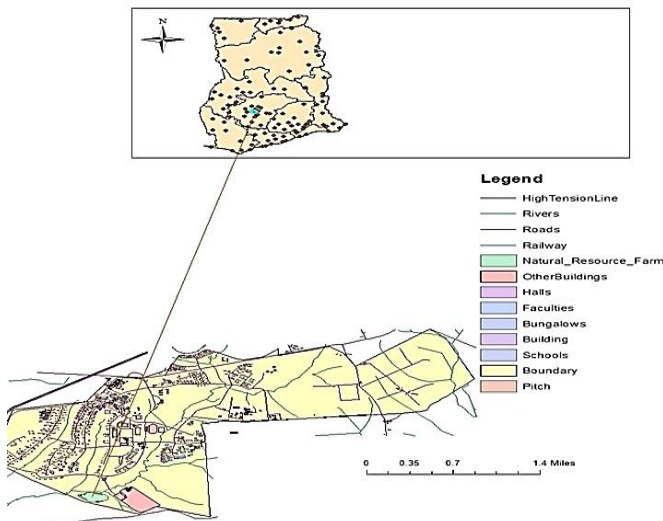 N
Legend
HighTensionLine
Rivers
Roads
Railway
Natural_Resource_Farm
OtherBuildings
Halls
Faculties
Bungalows
Building
Schools
Boundary
Pitch
0 0.35 0.7 1.4 Miles